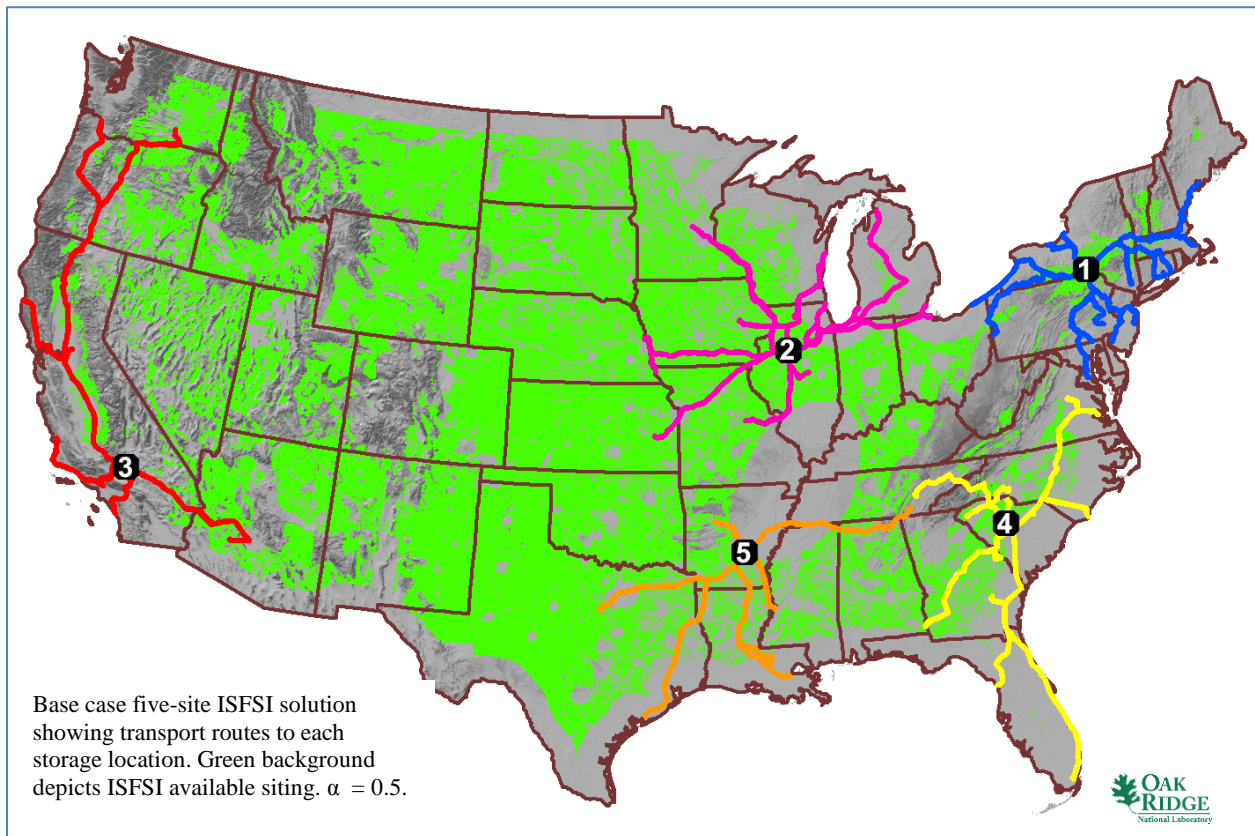 1
2
3
4
5
Base case five-site ISFSI solution
showing transport routes to each
storage location. Green background
depicts ISFSI available siting. α = 0.5.
OAK
RIDGE
National Laboratory